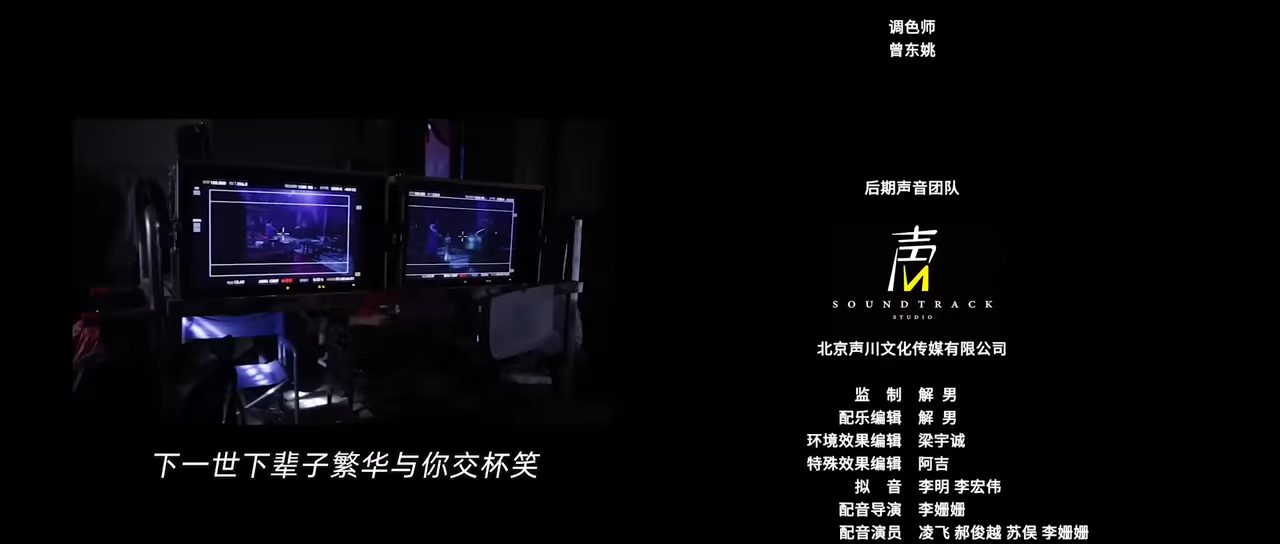 调色师
曾东姚
后期声音团队
声川
SOUNDTRACK
STUDIO
北京声川文化传媒有限公司
监 制 解 男
配乐编辑 解 男
环境效果编辑 梁宇诚
特殊效果编辑 阿吉
拟 音 李明 李宏伟
配音导演 李姗姗
配音演员 凌飞 郝俊越 苏俣 李姗姗
下一世下辈子繁华与你交杯笑